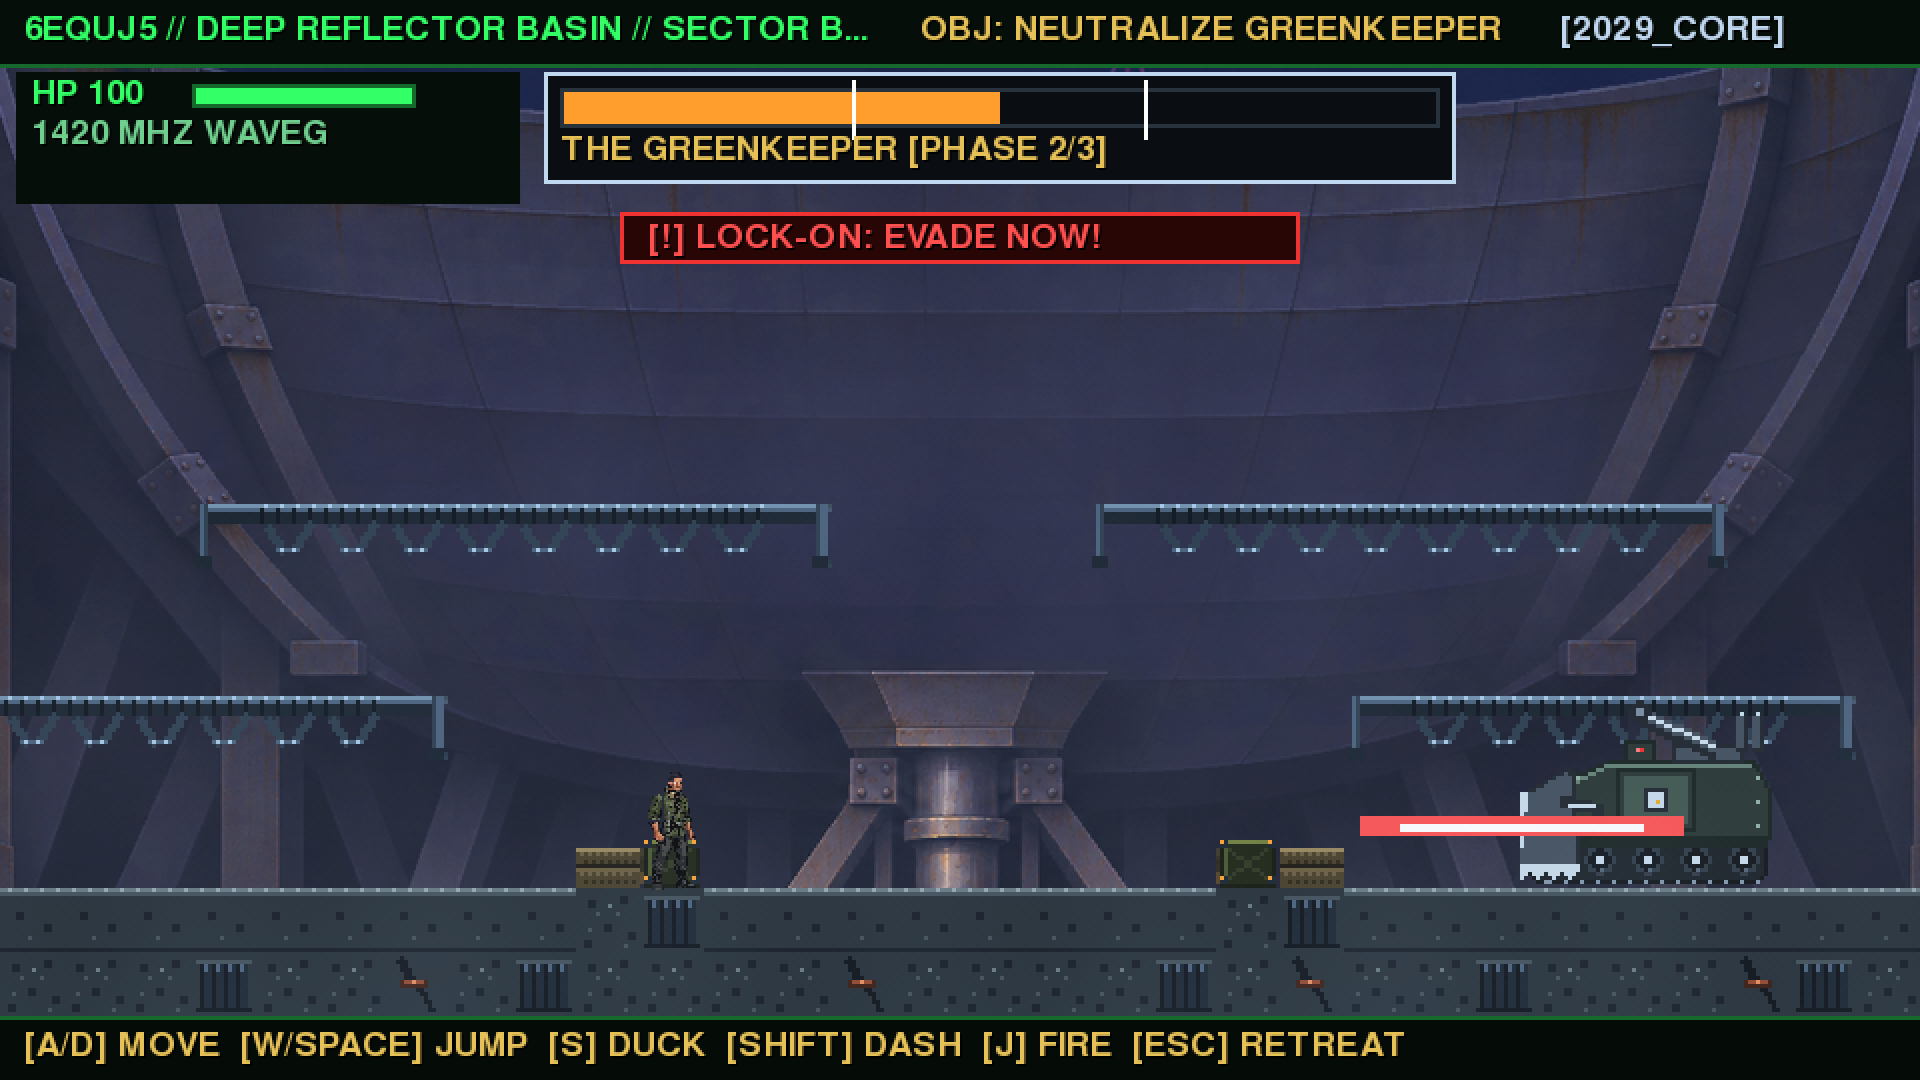 6EQUJ5 // DEEP REFLECTOR BASIN // SECTOR B... OBJ: NEUTRALIZE GREENKEEPER [2029_CORE]
HP 100
1420 MHZ WAVEG
THE GREENKEEPER [PHASE 2/3]
[!] LOCK-ON: EVADE NOW!
[A/D] MOVE [W/SPACE] JUMP [S] DUCK [SHIFT] DASH [J] FIRE [ESC] RETREAT